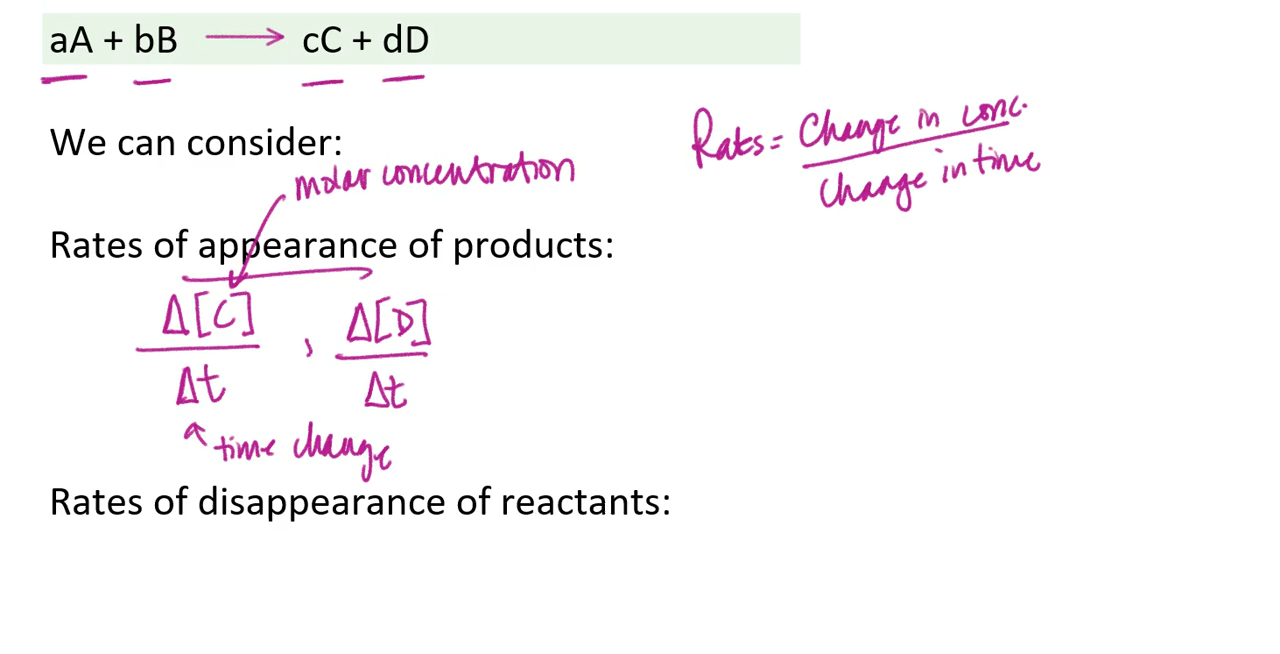 aA + bB → cC + dD
We can consider:
Rates = Change in conc. / Change in time
molar concentration
Rates of appearance of products:
Δ[C] / Δt , Δ[D] / Δt
time change
Rates of disappearance of reactants: